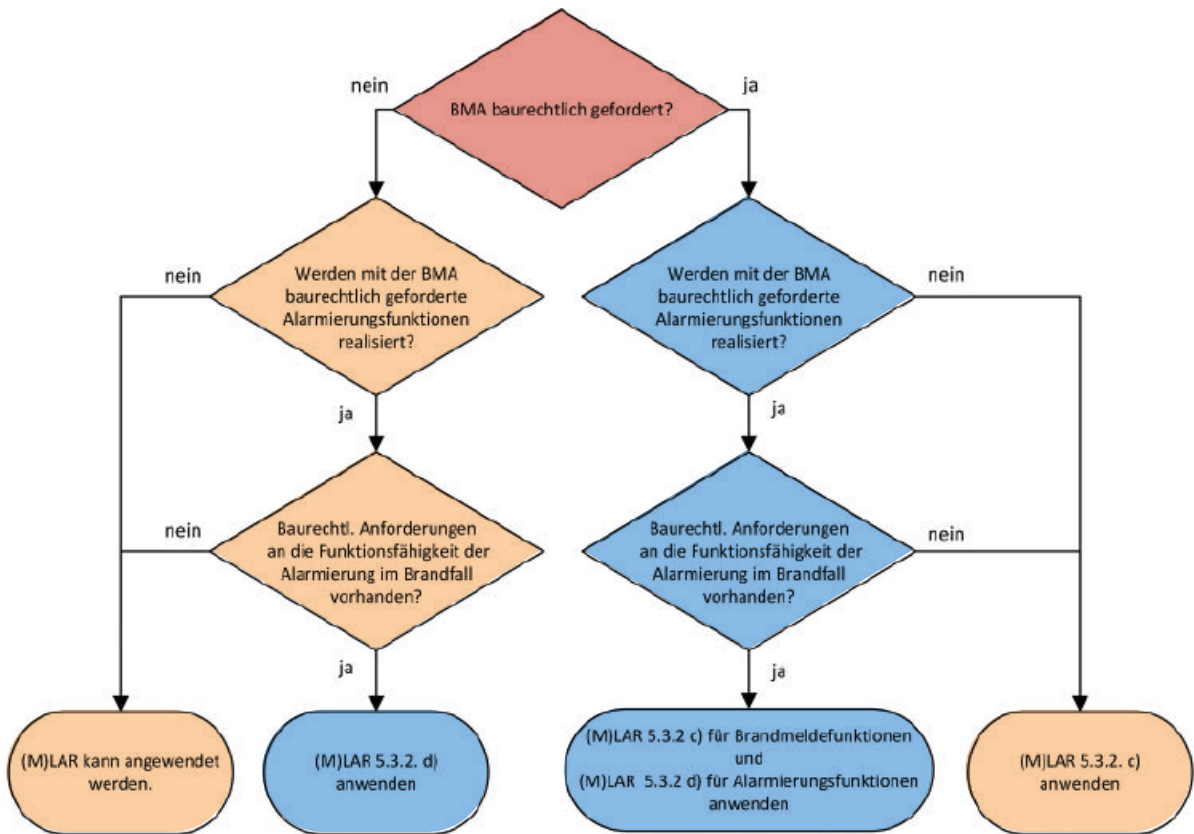 nein
ja
BMA baurechtlich gefordert?
nein
Werden mit der BMA
baurechtlich geforderte
Alarmierungsfunktionen
realisiert?
Werden mit der BMA
baurechtlich geforderte
Alarmierungsfunktionen
realisiert?
nein
ja
ja
nein
Baurechtl. Anforderungen
an die Funktionsfähigkeit der
Alarmierung im Brandfall
vorhanden?
Baurechtl. Anforderungen
an die Funktionsfähigkeit der
Alarmierung im Brandfall
vorhanden?
nein
ja
ja
(M)LAR kann angewendet
werden.
(M)LAR 5.3.2. d)
anwenden
(M)LAR 5.3.2 c) für Brandmeldefunktionen
und
(M)LAR 5.3.2 d) für Alarmierungsfunktionen
anwenden
(M)LAR 5.3.2. c)
anwenden